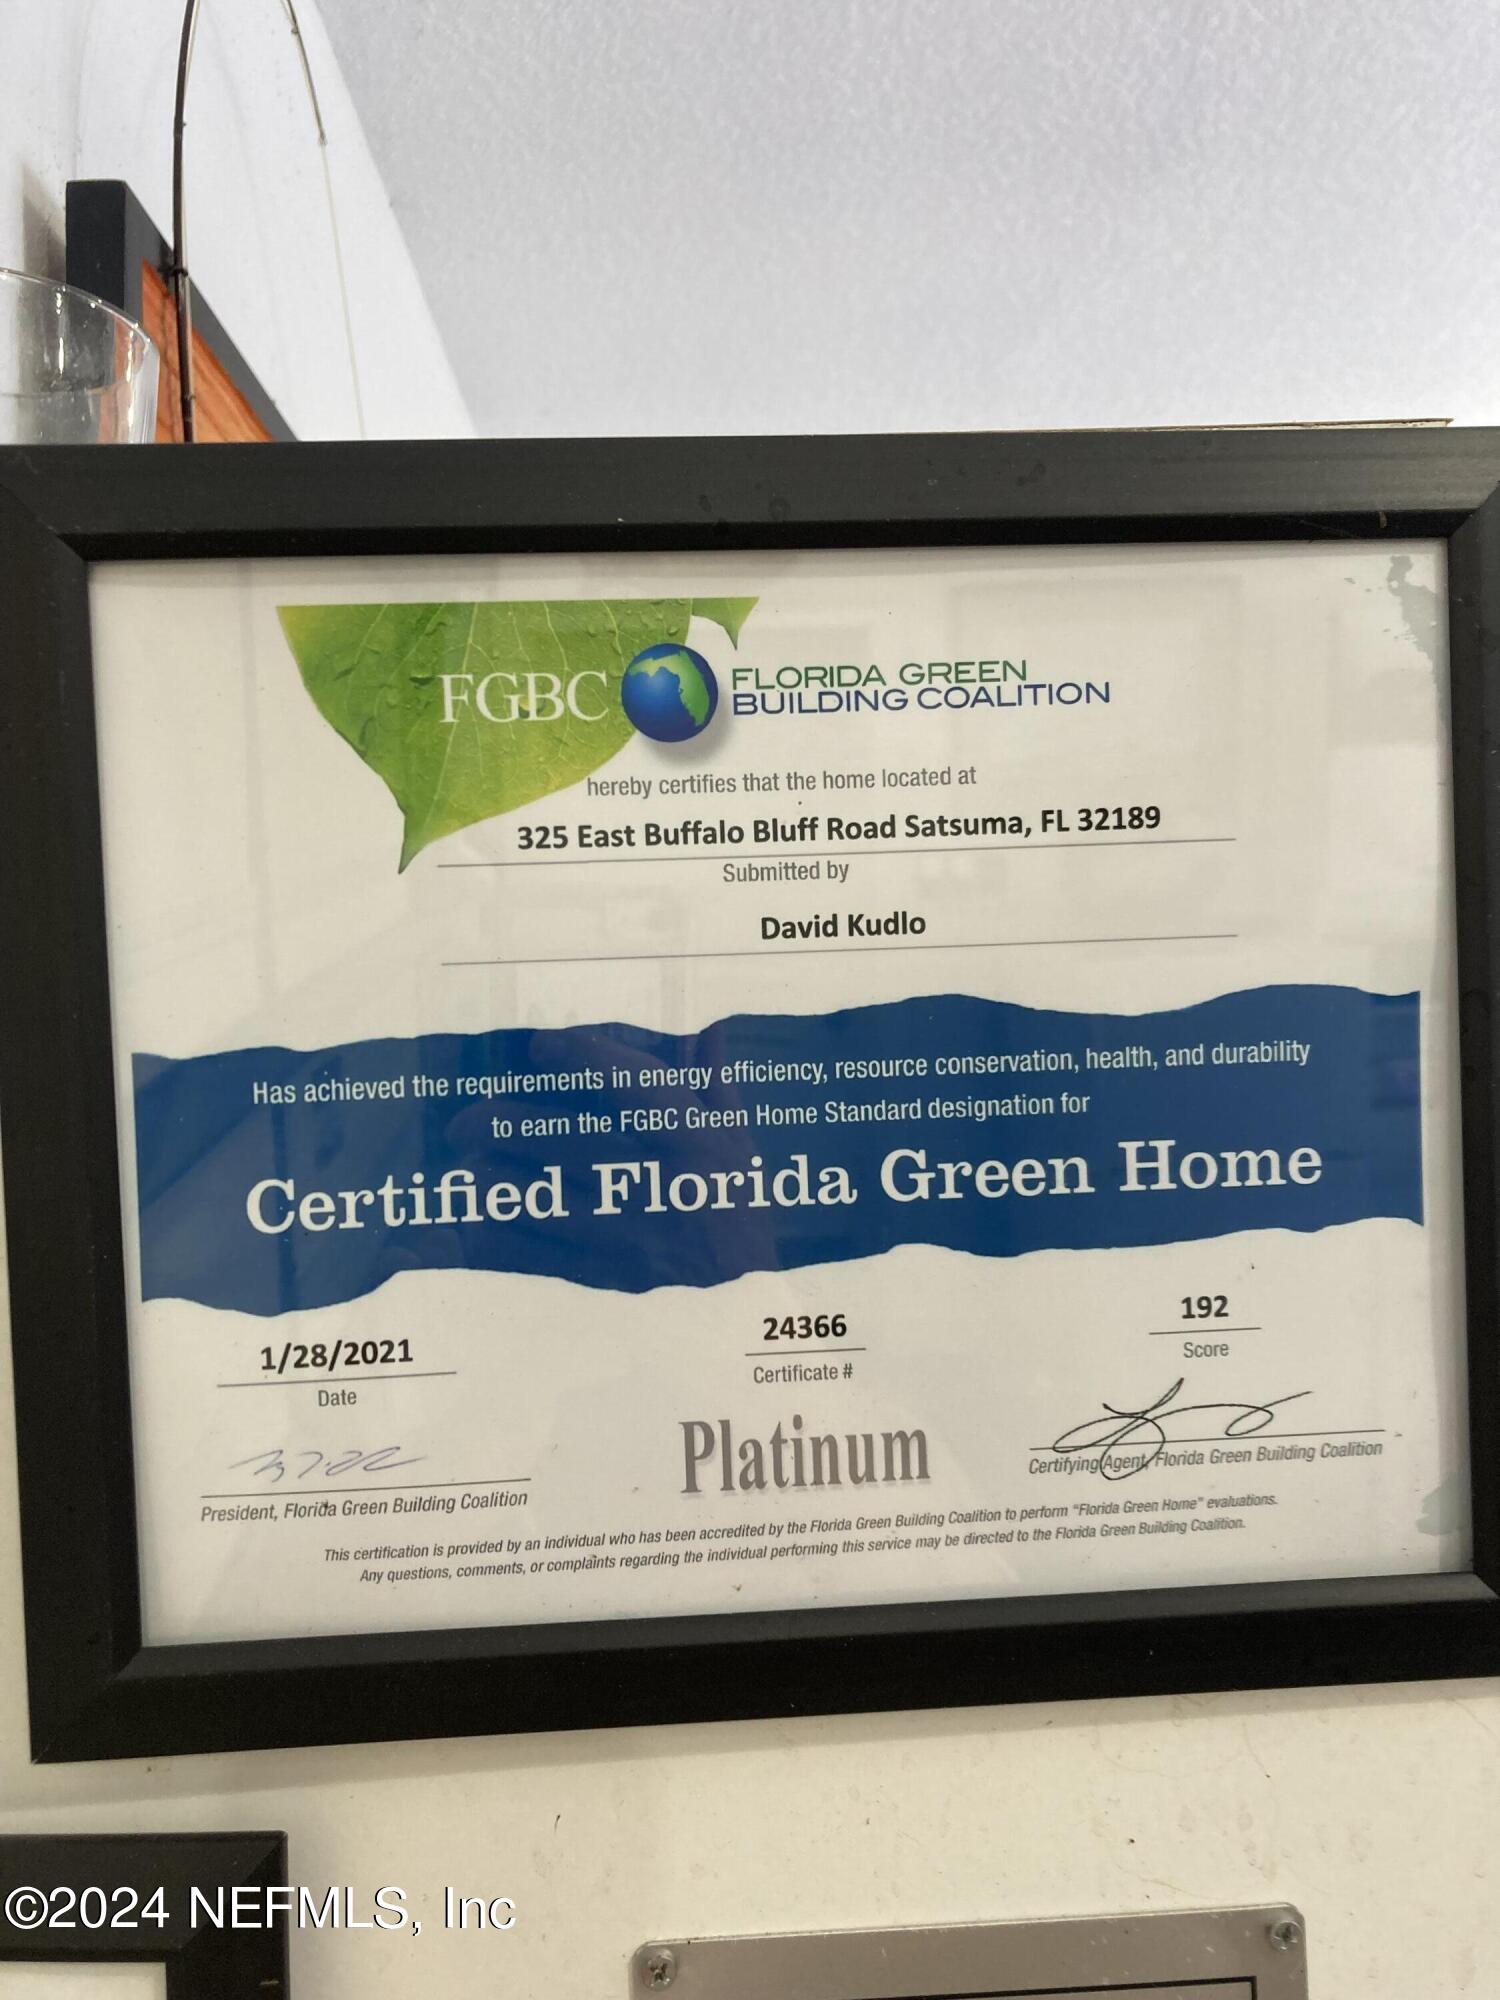 FGBC
FLORIDA GREEN
BUILDING COALITION
hereby certifies that the home located at
325 East Buffalo Bluff Road Satsuma, FL 32189
Submitted by
David Kudlo
Has achieved the requirements in energy efficiency, resource conservation, health, and durability
to earn the FGBC Green Home Standard designation for
Certified Florida Green Home
1/28/2021
Date
24366
Certificate #
192
Score
Platinum
President, Florida Green Building Coalition
Certifying Agent, Florida Green Building Coalition
This certification is provided by an individual who has been accredited by the Florida Green Building Coalition to perform “Florida Green Home” evaluations.
Any questions, comments, or complaints regarding the individual performing this service may be directed to the Florida Green Building Coalition.
©2024 NEFMLS, Inc